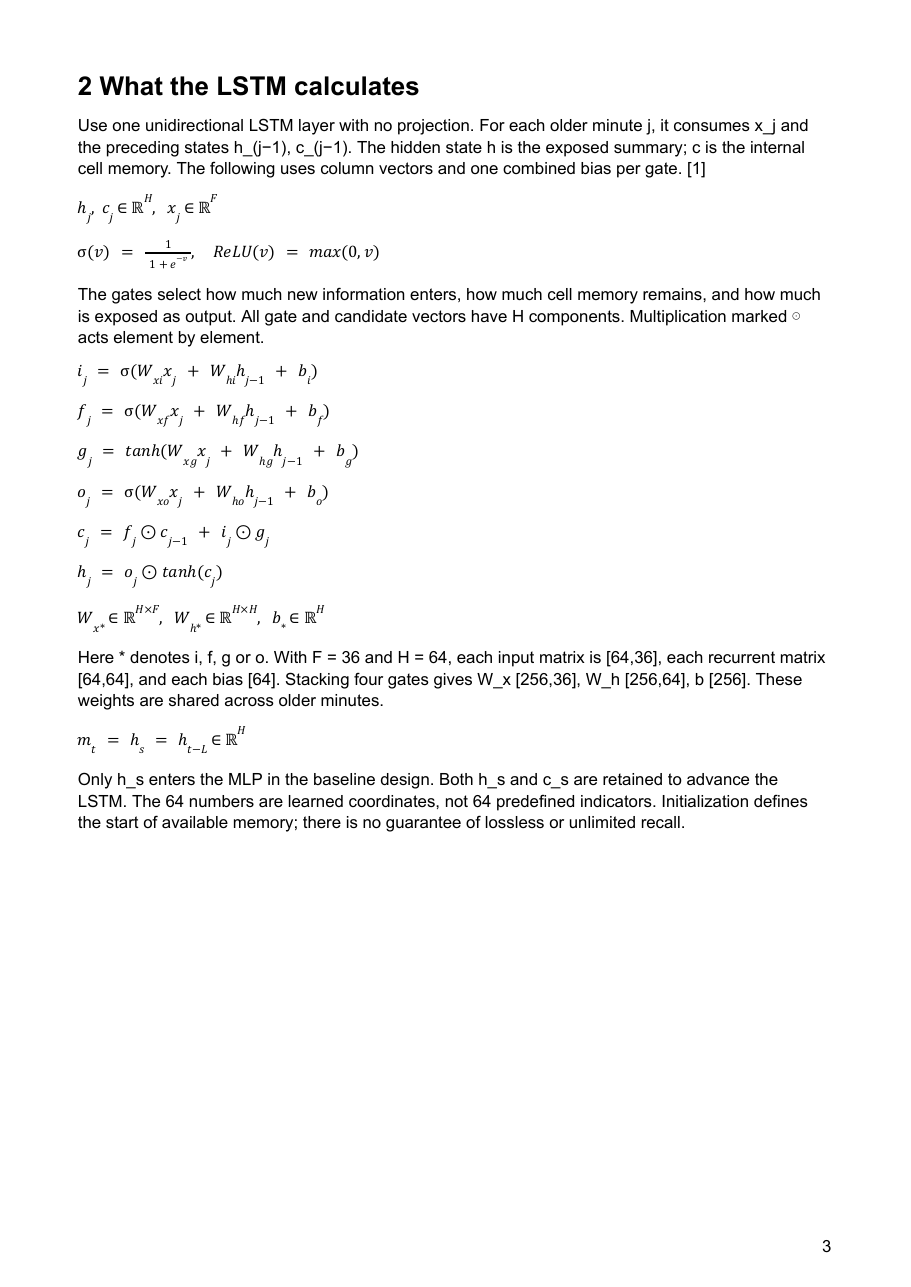 2 What the LSTM calculates
Use one unidirectional LSTM layer with no projection. For each older minute j, it consumes x_j and
the preceding states h_(j−1), c_(j−1). The hidden state h is the exposed summary; c is the internal
cell memory. The following uses column vectors and one combined bias per gate. [1]
h_j, c_j ∈ ℝ^H, x_j ∈ ℝ^F
σ(v) = 1/(1 + e^−v), ReLU(v) = max(0, v)
The gates select how much new information enters, how much cell memory remains, and how much
is exposed as output. All gate and candidate vectors have H components. Multiplication marked ⊙
acts element by element.
i_j = σ(W_xi x_j + W_hi h_j−1 + b_i)
f_j = σ(W_xf x_j + W_hf h_j−1 + b_f)
g_j = tanh(W_xg x_j + W_hg h_j−1 + b_g)
o_j = σ(W_xo x_j + W_ho h_j−1 + b_o)
c_j = f_j ⊙ c_j−1 + i_j ⊙ g_j
h_j = o_j ⊙ tanh(c_j)
W_x* ∈ ℝ^H×F, W_h* ∈ ℝ^H×H, b_* ∈ ℝ^H
Here * denotes i, f, g or o. With F = 36 and H = 64, each input matrix is [64,36], each recurrent matrix
[64,64], and each bias [64]. Stacking four gates gives W_x [256,36], W_h [256,64], b [256]. These
weights are shared across older minutes.
m_t = h_s = h_t−L ∈ ℝ^H
Only h_s enters the MLP in the baseline design. Both h_s and c_s are retained to advance the
LSTM. The 64 numbers are learned coordinates, not 64 predefined indicators. Initialization defines
the start of available memory; there is no guarantee of lossless or unlimited recall.
3